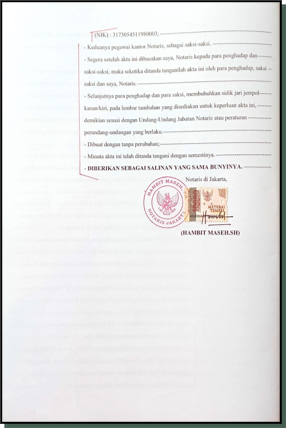 (NIK) : 3173054511980003;
- Keduanya pegawai kantor Notaris, sebagai saksi-saksi.
- Segera setelah akta ini dibacakan saya, Notaris kepada para penghadap dan
saksi-saksi, maka seketika ditanda tanganilah akta ini oleh para penghadap, saksi -
saksi dan saya, Notaris.
- Selanjutnya para penghadap dan para saksi, membubuhkan sidik jari jempol
kanan/kiri, pada lembar tambahan yang disediakan untuk keperluan akta ini,
demikian sesuai dengan Undang-Undang Jabatan Notaris atau peraturan
perundang-undangan yang berlaku.
- Dibuat dengan tanpa perubahan;
- Minuta akta ini telah ditanda tangani dengan semestinya.
- DIBERIKAN SEBAGAI SALINAN YANG SAMA BUNYINYA.
Notaris di Jakarta,
HAMBIT MASEH
NOTARIS JAKARTA
METERAI
TEMPEL
(HAMBIT MASEH.SH)